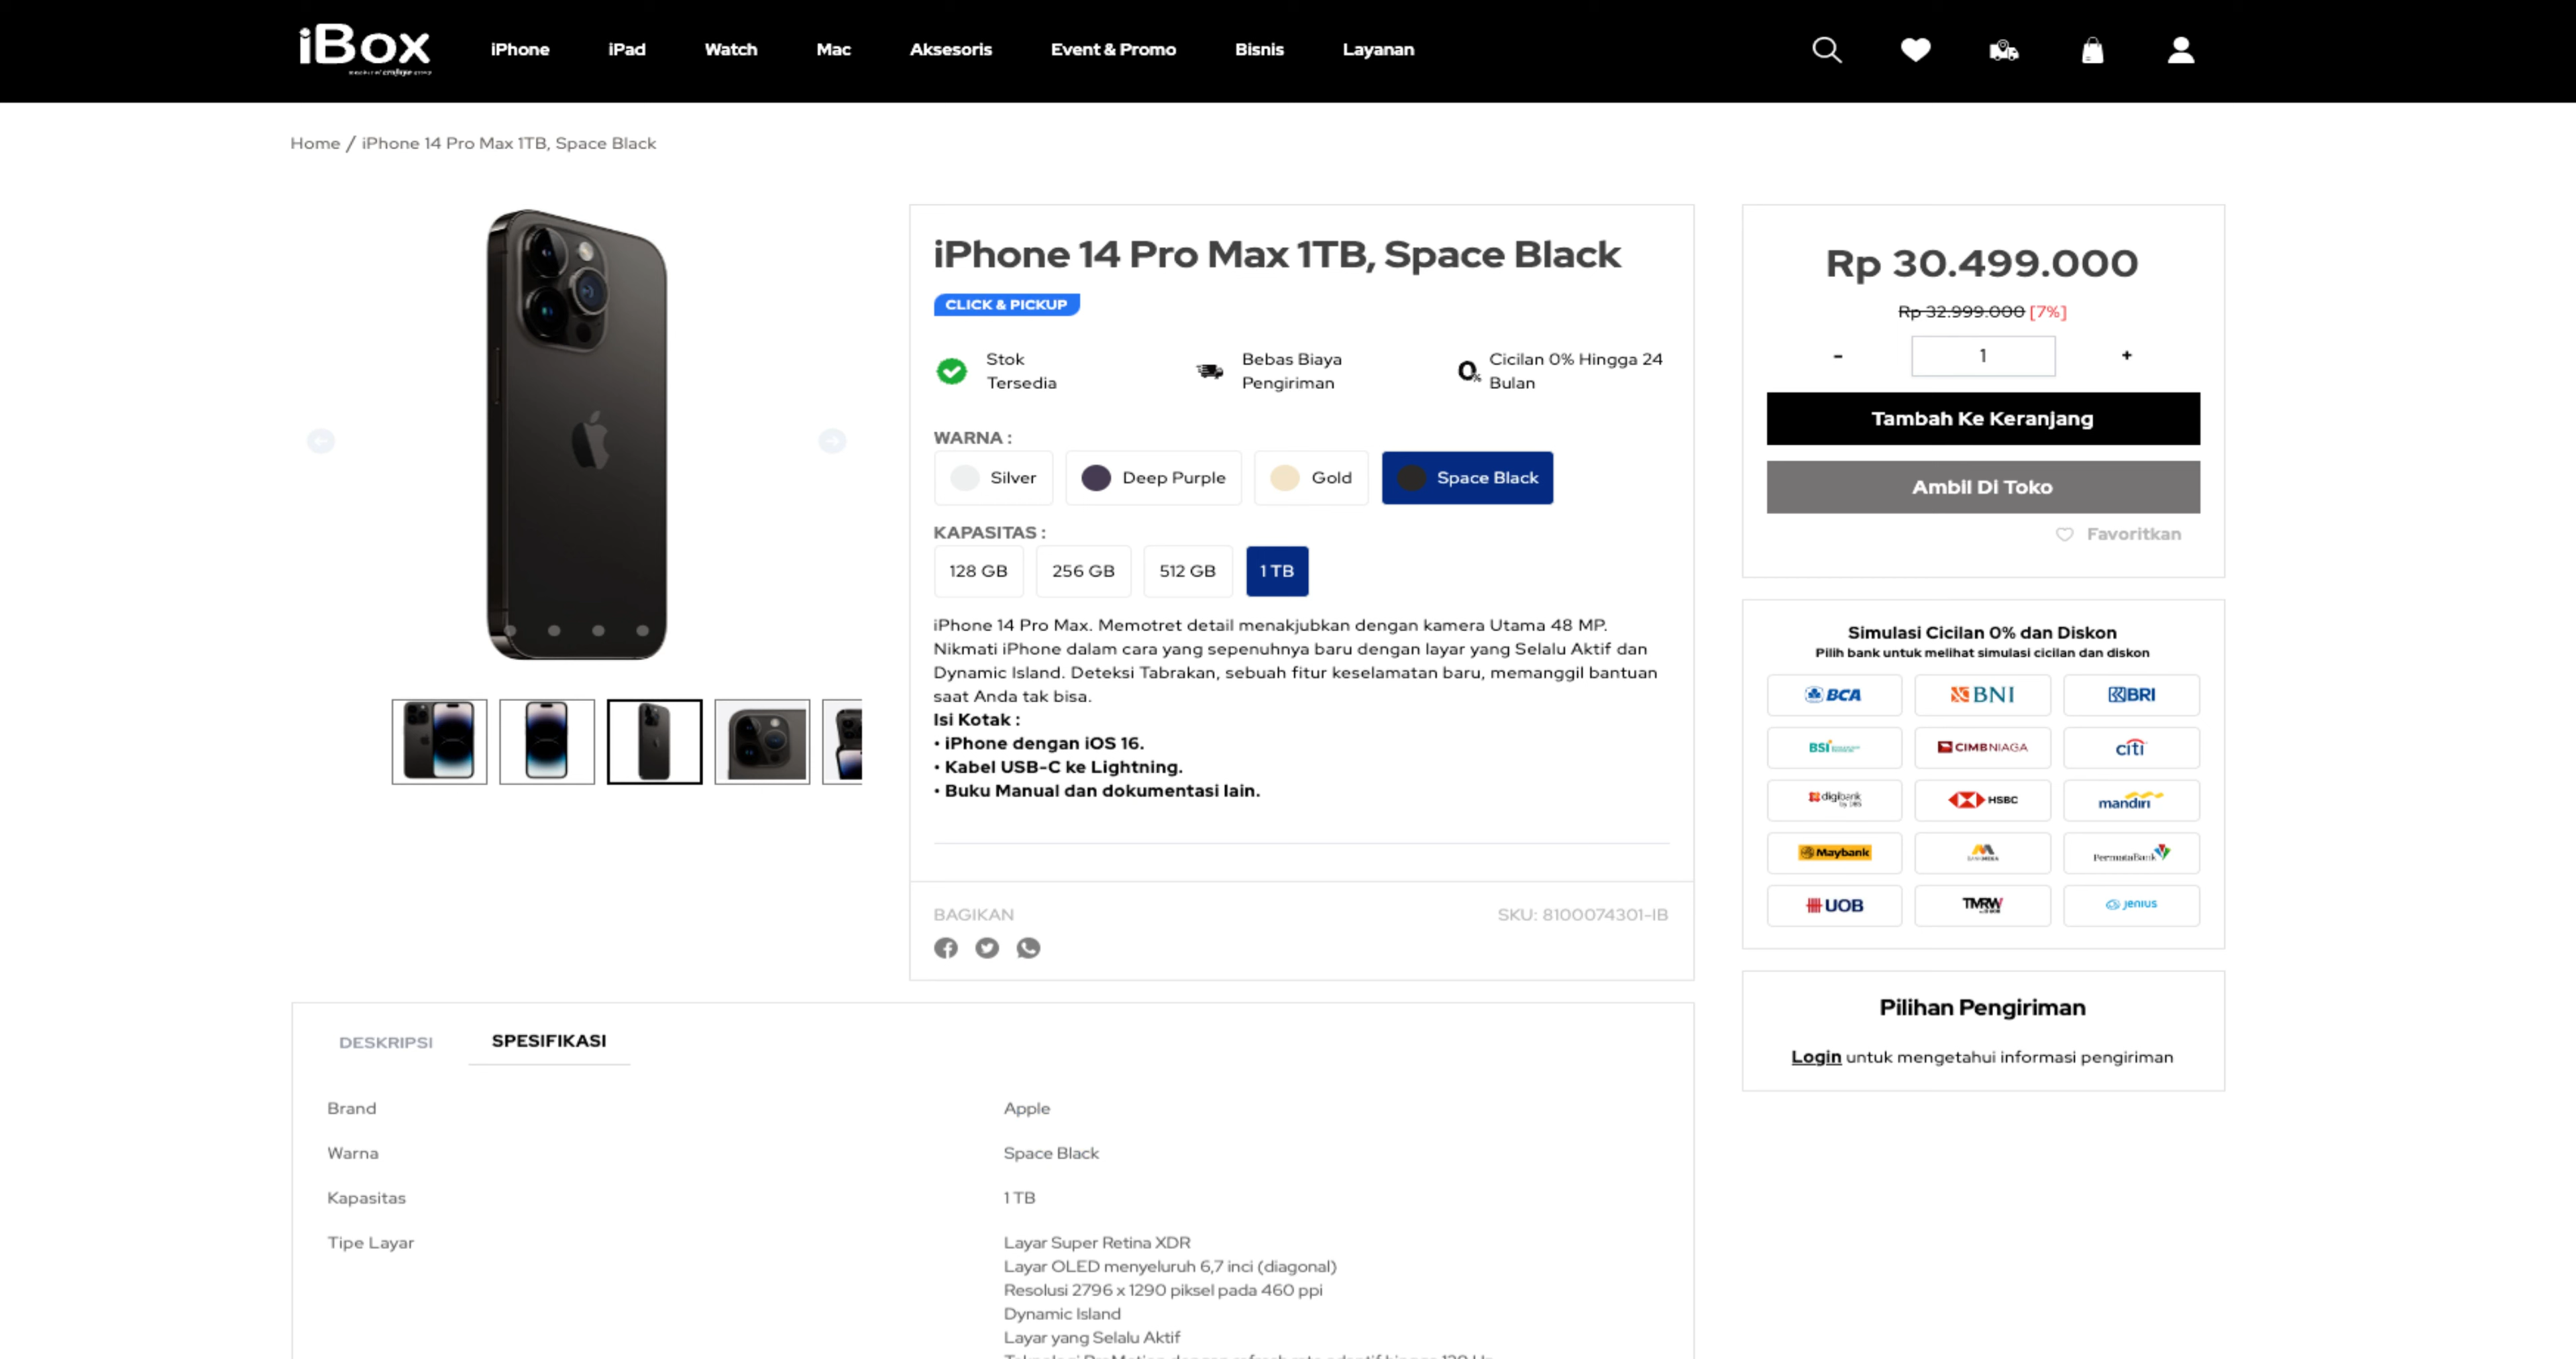 iBox
iPhone
iPad
Watch
Mac
Aksesoris
Event & Promo
Bisnis
Layanan
Home / iPhone 14 Pro Max 1TB, Space Black
iPhone 14 Pro Max 1TB, Space Black
CLICK & PICKUP
Stok
Tersedia
Bebas Biaya
Pengiriman
0%
Cicilan 0% Hingga 24
Bulan
WARNA :
Silver
Deep Purple
Gold
Space Black
KAPASITAS :
128 GB
256 GB
512 GB
1 TB
iPhone 14 Pro Max. Memotret detail menakjubkan dengan kamera Utama 48 MP.
Nikmati iPhone dalam cara yang sepenuhnya baru dengan layar yang Selalu Aktif dan
Dynamic Island. Deteksi Tabrakan, sebuah fitur keselamatan baru, memanggil bantuan
saat Anda tak bisa.
Isi Kotak :
• iPhone dengan iOS 16.
• Kabel USB-C ke Lightning.
• Buku Manual dan dokumentasi lain.
BAGIKAN
SKU: 8100074301-IB
Rp 30.499.000
Rp 32.999.000 [7%]
- 1 +
Tambah Ke Keranjang
Ambil Di Toko
Favoritkan
Simulasi Cicilan 0% dan Diskon
Pilih bank untuk melihat simulasi cicilan dan diskon
BCA
BNI
BRI
BSI
CIMBNIAGA
citi
digibank
by DBS
HSBC
mandiri
Maybank
PermataBank
UOB
TMRW
Jenius
Pilihan Pengiriman
Login untuk mengetahui informasi pengiriman
DESKRIPSI
SPESIFIKASI
Brand
Apple
Warna
Space Black
Kapasitas
1 TB
Tipe Layar
Layar Super Retina XDR
Layar OLED menyeluruh 6,7 inci (diagonal)
Resolusi 2796 x 1290 piksel pada 460 ppi
Dynamic Island
Layar yang Selalu Aktif